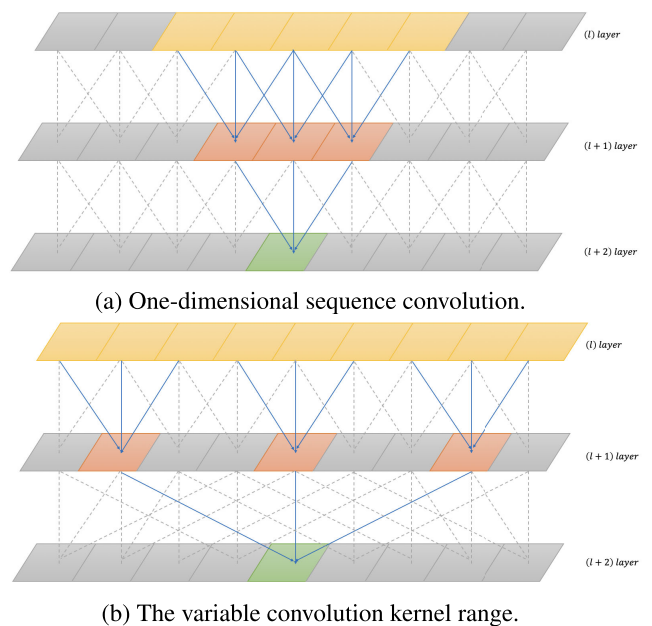 (l) layer
(l + 1) layer
(l + 2) layer
(a) One-dimensional sequence convolution.
(l) layer
(l + 1) layer
(l + 2) layer
(b) The variable convolution kernel range.